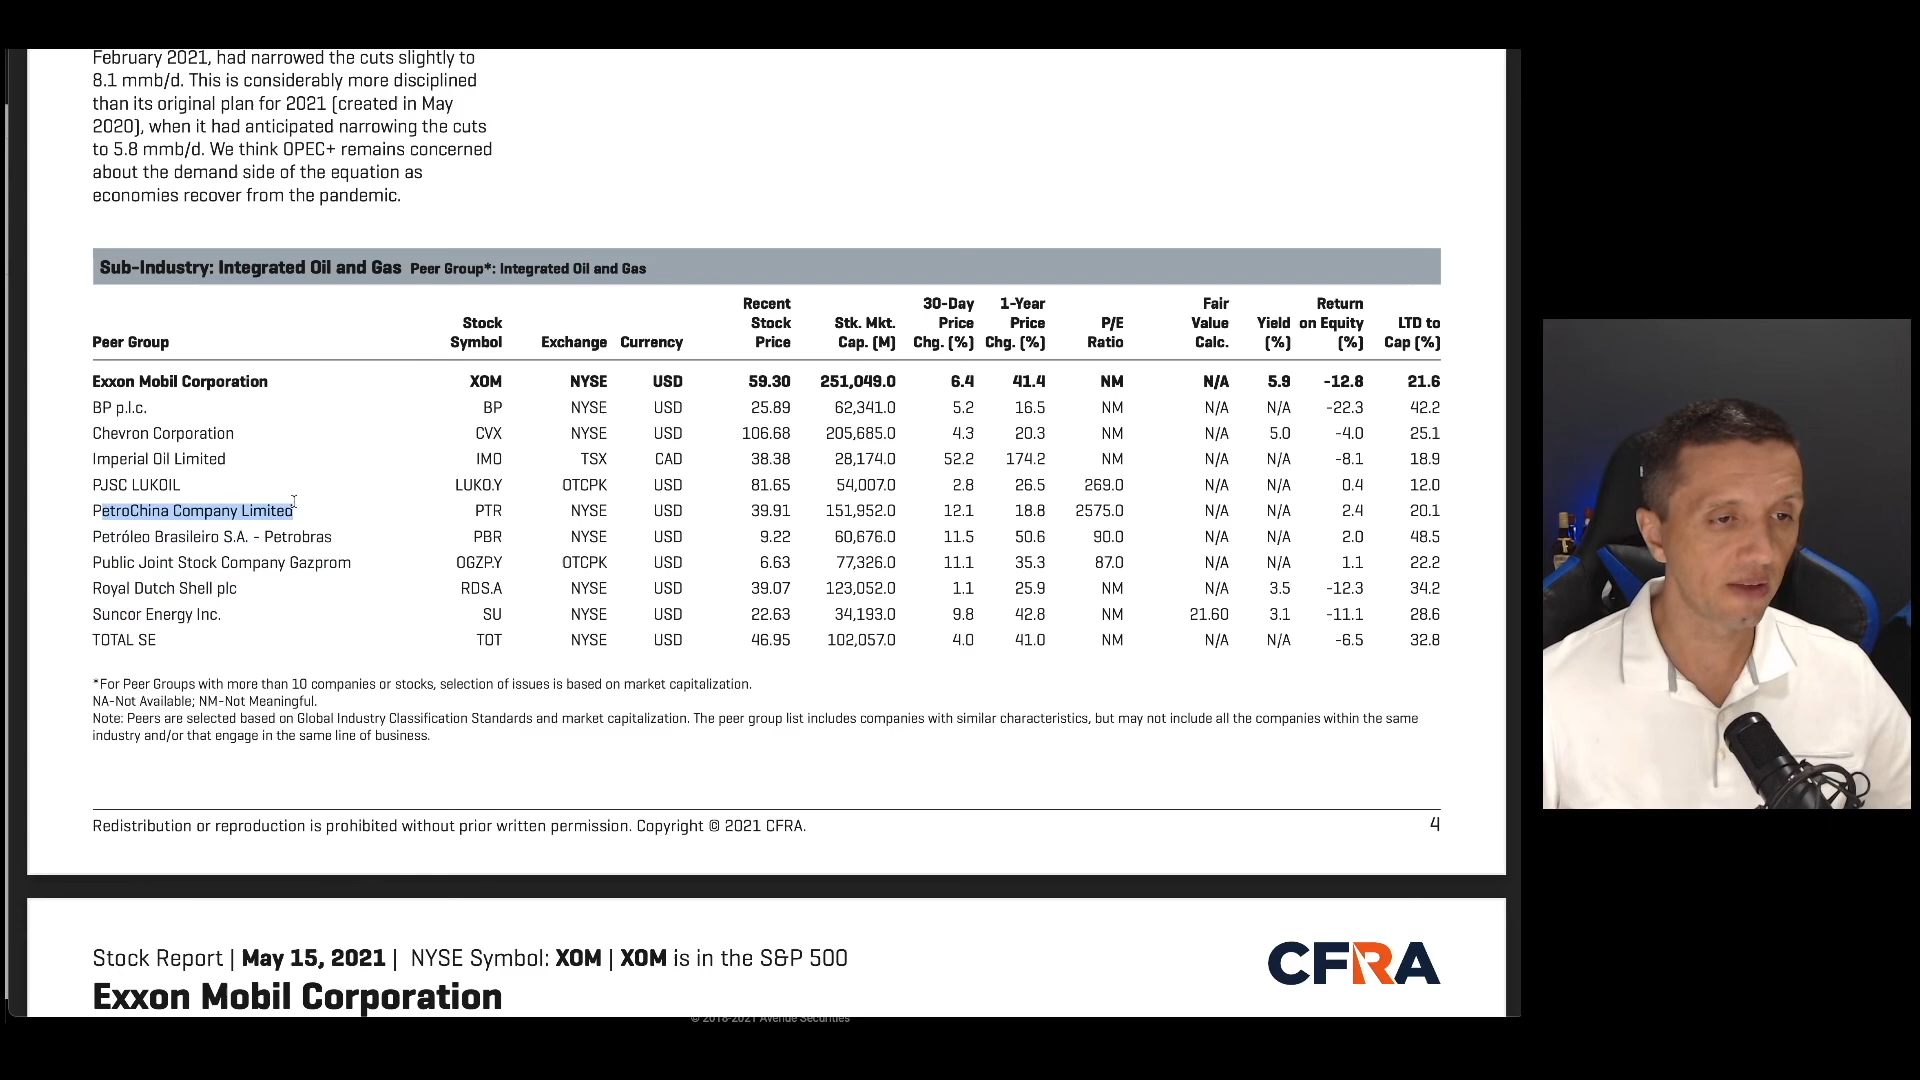 February 2021, had narrowed the cuts slightly to
8.1 mmb/d. This is considerably more disciplined
than its original plan for 2021 (created in May
2020), when it had anticipated narrowing the cuts
to 5.8 mmb/d. We think OPEC+ remains concerned
about the demand side of the equation as
economies recover from the pandemic.
Sub-Industry: Integrated Oil and Gas Peer Group*: Integrated Oil and Gas
Peer Group Stock Symbol Exchange Currency Recent Stock Price Stk. Mkt. Cap. (M) 30-Day Price Chg. (%) 1-Year Price Chg. (%) P/E Ratio Fair Value Calc. Yield (%) Return on Equity (%) LTD to Cap (%)
Exxon Mobil Corporation XOM NYSE USD 59.30 251,049.0 6.4 41.4 NM N/A 5.9 -12.8 21.6
BP p.l.c. BP NYSE USD 25.89 62,341.0 5.2 16.5 NM N/A N/A -22.3 42.2
Chevron Corporation CVX NYSE USD 106.68 205,685.0 4.3 20.3 NM N/A 5.0 -4.0 25.1
Imperial Oil Limited IMO TSX CAD 38.38 28,174.0 52.2 174.2 NM N/A N/A -8.1 18.9
PJSC LUKOIL LUKO.Y OTCPK USD 81.65 54,007.0 2.8 26.5 269.0 N/A N/A 0.4 12.0
PetroChina Company Limited PTR NYSE USD 39.91 151,952.0 12.1 18.8 2575.0 N/A N/A 2.4 20.1
Petróleo Brasileiro S.A. - Petrobras PBR NYSE USD 9.22 60,676.0 11.5 50.6 90.0 N/A N/A 2.0 48.5
Public Joint Stock Company Gazprom OGZP.Y OTCPK USD 6.63 77,326.0 11.1 35.3 87.0 N/A N/A 1.1 22.2
Royal Dutch Shell plc RDS.A NYSE USD 39.07 123,052.0 1.1 25.9 NM N/A 3.5 -12.3 34.2
Suncor Energy Inc. SU NYSE USD 22.63 34,193.0 9.8 42.8 NM 21.60 3.1 -11.1 28.6
TOTAL SE TOT NYSE USD 46.95 102,057.0 4.0 41.0 NM N/A N/A -6.5 32.8
*For Peer Groups with more than 10 companies or stocks, selection of issues is based on market capitalization.
NA-Not Available; NM-Not Meaningful.
Note: Peers are selected based on Global Industry Classification Standards and market capitalization. The peer group list includes companies with similar characteristics, but may not include all the companies within the same
industry and/or that engage in the same line of business.
Redistribution or reproduction is prohibited without prior written permission. Copyright © 2021 CFRA. 4
Stock Report | May 15, 2021 | NYSE Symbol: XOM | XOM is in the S&P 500
CFRA
Exxon Mobil Corporation
© 2018-2021 Avenue Securities